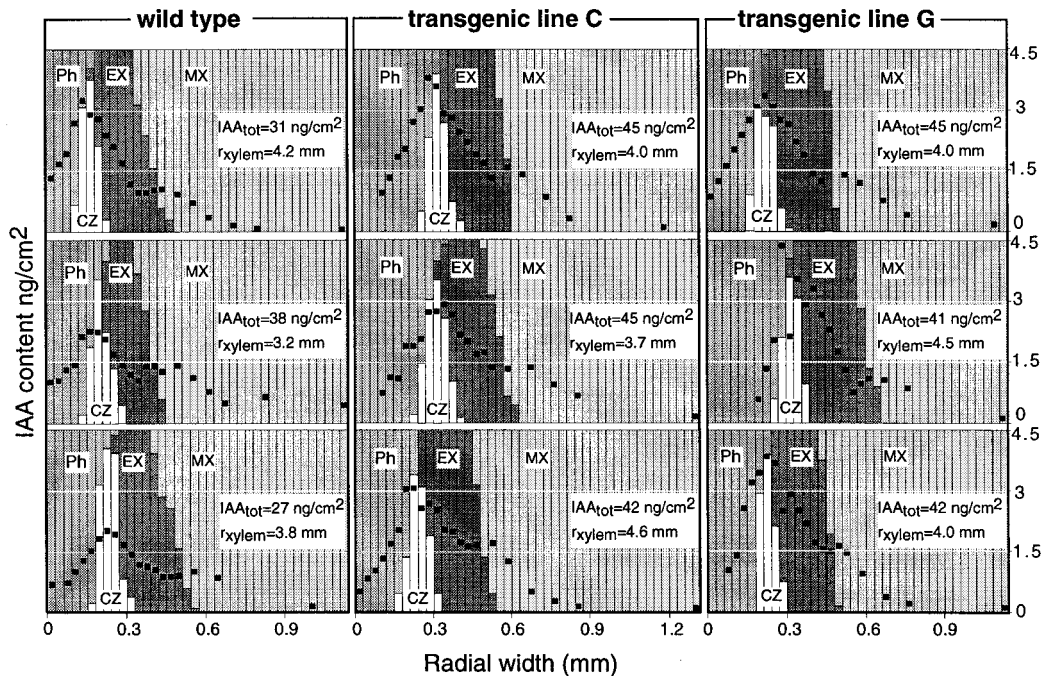 wild type
transgenic line C
transgenic line G
Ph EX MX
IAAtot=31 ng/cm2
rxylem=4.2 mm
CZ
Ph EX MX
IAAtot=45 ng/cm2
rxylem=4.0 mm
CZ
Ph EX MX
IAAtot=45 ng/cm2
rxylem=4.0 mm
CZ
4.5
3
1.5
0
Ph EX MX
IAAtot=38 ng/cm2
rxylem=3.2 mm
CZ
Ph EX MX
IAAtot=45 ng/cm2
rxylem=3.7 mm
CZ
Ph EX MX
IAAtot=41 ng/cm2
rxylem=4.5 mm
CZ
4.5
3
1.5
0
Ph EX MX
IAAtot=27 ng/cm2
rxylem=3.8 mm
CZ
Ph EX MX
IAAtot=42 ng/cm2
rxylem=4.6 mm
CZ
Ph EX MX
IAAtot=42 ng/cm2
rxylem=4.0 mm
CZ
4.5
3
1.5
0
IAA content ng/cm2
0 0.3 0.6 0.9
0 0.3 0.6 0.9 1.2
0 0.3 0.6 0.9
Radial width (mm)